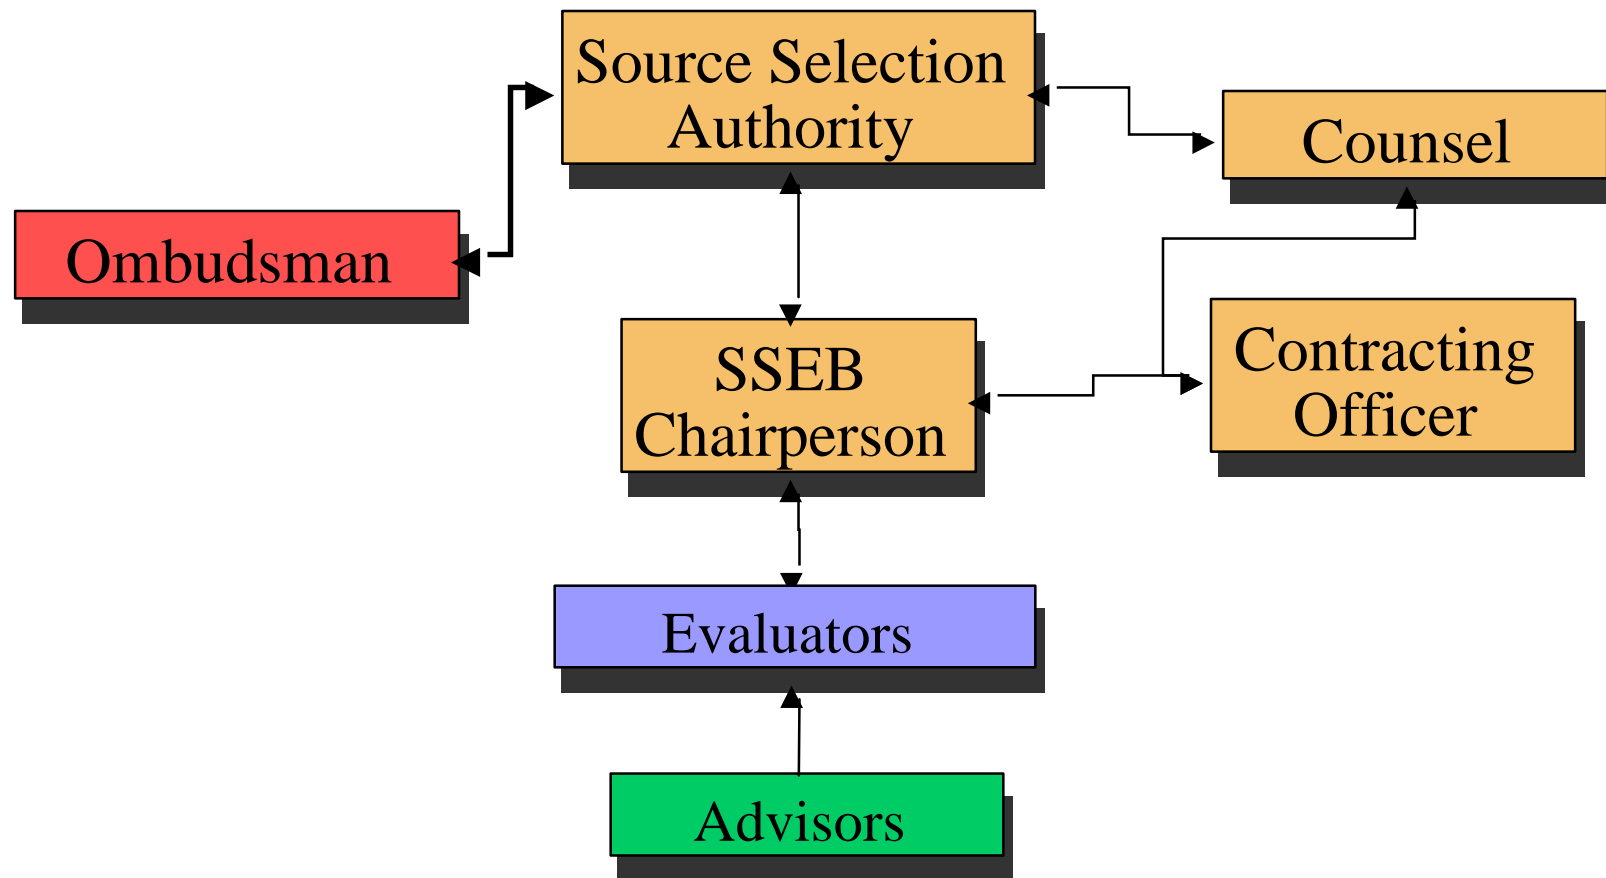 Source Selection
Authority
Counsel
Ombudsman
SSEB
Chairperson
Contracting
Officer
Evaluators
Advisors